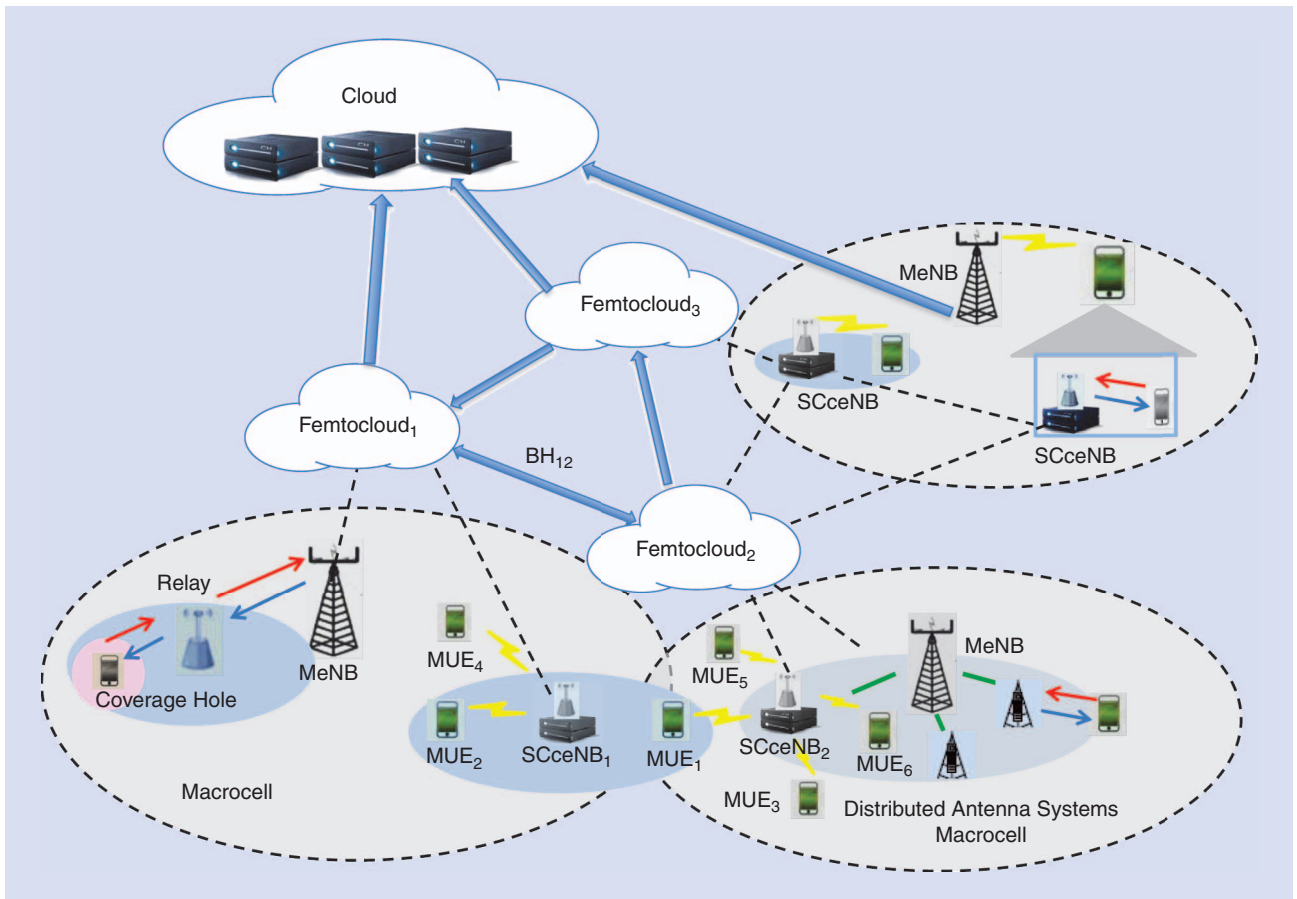 Cloud
MeNB
Femtocloud3
SCceNB
Femtocloud1
SCceNB
BH12
Femtocloud2
Relay
MeNB
MeNB
MUE4
MUE5
Coverage Hole
MUE2
SCceNB1
MUE1
SCceNB2
MUE6
Macrocell
MUE3
Distributed Antenna Systems
Macrocell